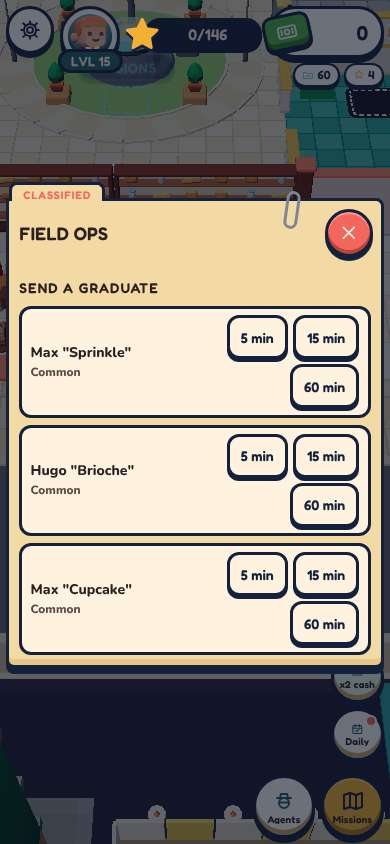 0/146
0
LVL 15
60
4
CLASSIFIED
FIELD OPS
SEND A GRADUATE
Max "Sprinkle"
Common
5 min
15 min
60 min
Hugo "Brioche"
Common
5 min
15 min
60 min
Max "Cupcake"
Common
5 min
15 min
60 min
x2 cash
Daily
Agents
Missions